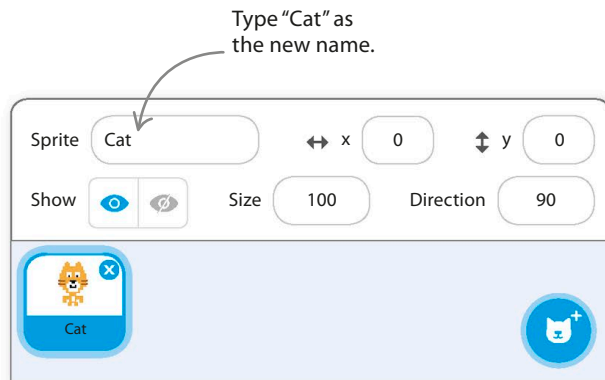 Type “Cat” as
the new name.
Sprite Cat x 0 y 0
Show Size 100 Direction 90
Cat